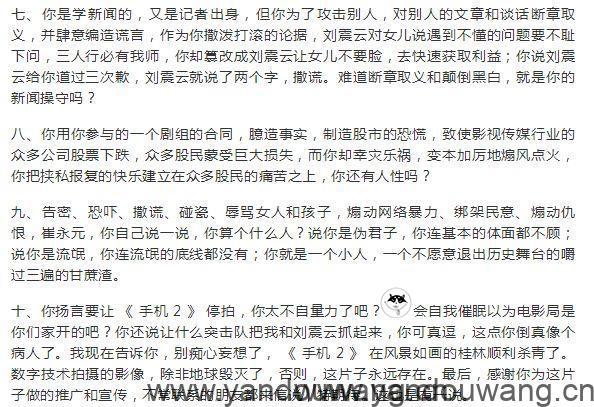 七、你是学新闻的，又是记者出身，但你为了攻击别人，对别人的文章和谈话断章取
义，并肆意编造谎言，作为你撒泼打滚的论据，刘震云对女儿说遇到不懂的问题要不耻
下问，三人行必有我师，你却篡改成刘震云让女儿不要脸，去快速获取利益；你说刘震
云给你道过三次歉，刘震云就说了两个字，撒谎。难道断章取义和颠倒黑白，就是你的
新闻操守吗？
八、你用你参与的一个剧组的合同，臆造事实，制造股市的恐慌，致使影视传媒行业的
众多公司股票下跌，众多股民蒙受巨大损失，而你却幸灾乐祸，变本加厉地煽风点火，
你把挟私报复的快乐建立在众多股民的痛苦之上，你还有人性吗？
九、告密、恐吓、撒谎、碰瓷、辱骂女人和孩子，煽动网络暴力、绑架民意、煽动仇
恨，崔永元，你自己说一说，你算个什么人？说你是伪君子，你连基本的体面都不顾；
说你是流氓，你连流氓的底线都没有；你就是一个小人，一个不愿意退出历史舞台的嚼
过三遍的甘蔗渣。
十、你扬言要让《 手机 2 》 停拍，你太不自量力了吧？ 会自我催眠以为电影局是
你们家开的吧？你还说让什么突击队把我和刘震云抓起来，你可真逗，这点你倒真像个
病人了。我现在告诉你，别痴心妄想了，《 手机 2 》 在风景如画的桂林顺利杀青了。
数字技术拍摄的影像，除非地球毁灭了，否则，这片子永远存在。最后，感谢你为这片
子做的推广和宣传，不常联系的朋友都来信说